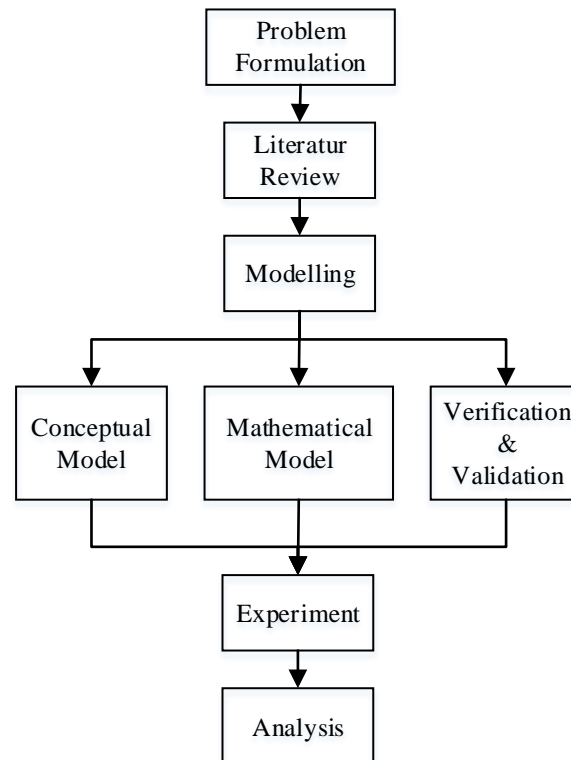 Problem
Formulation
Literatur
Review
Modelling
Conceptual
Model
Mathematical
Model
Verification
&
Validation
Experiment
Analysis